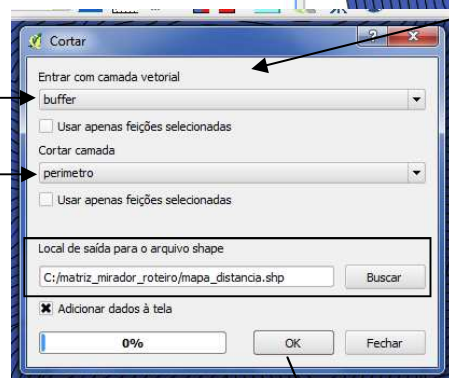 Cortar
Entrar com camada vetorial
buffer
Usar apenas feições selecionadas
Cortar camada
perimetro
Usar apenas feições selecionadas
Local de saída para o arquivo shape
C:/matriz_mirador_roteiro/mapa_distancia.shp Buscar
Adicionar dados à tela
0% OK Fechar